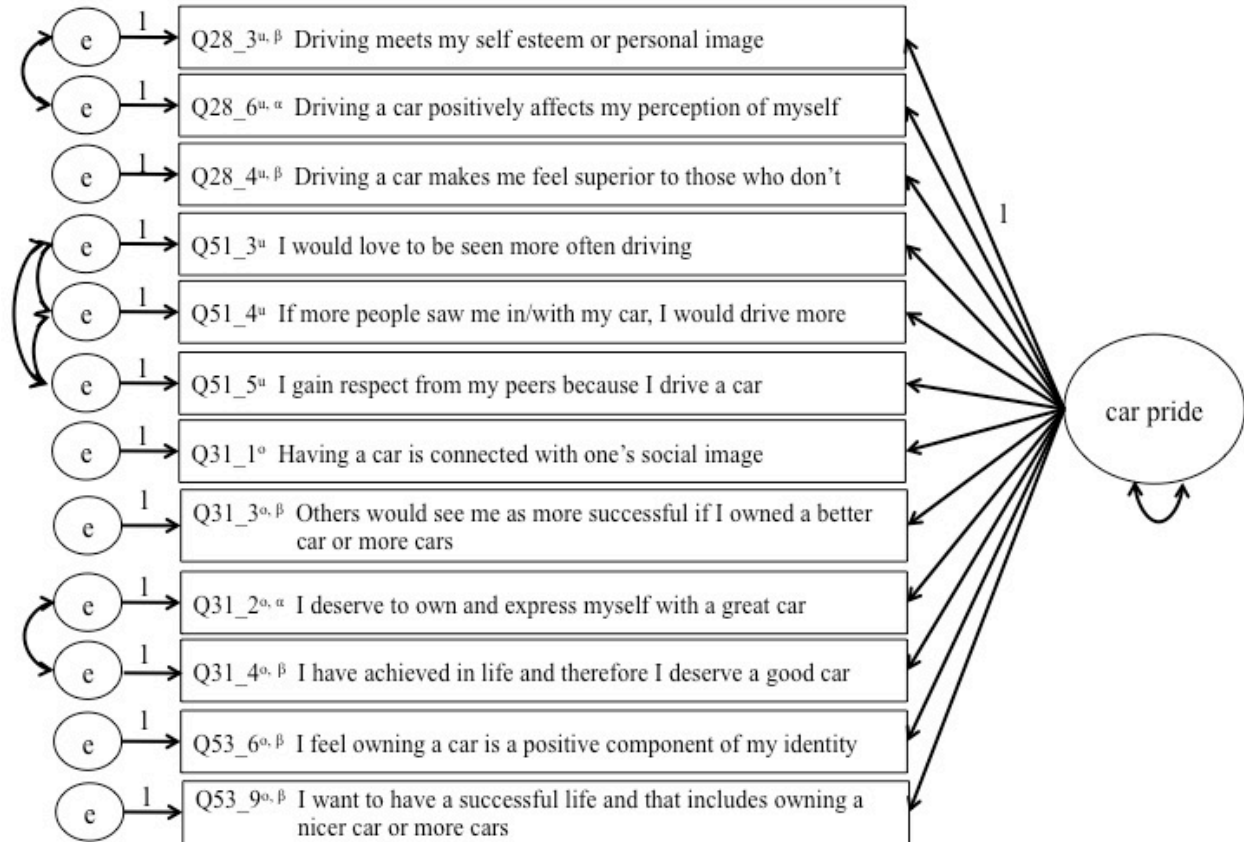 e 1 Q28_3ᵘ, ᵝ Driving meets my self esteem or personal image
e 1 Q28_6ᵘ, ᵅ Driving a car positively affects my perception of myself
e 1 Q28_4ᵘ, ᵝ Driving a car makes me feel superior to those who don't
e 1 Q51_3ᵘ I would love to be seen more often driving
1
e 1 Q51_4ᵘ If more people saw me in/with my car, I would drive more
e 1 Q51_5ᵘ I gain respect from my peers because I drive a car
car pride
e 1 Q31_1ᵒ Having a car is connected with one's social image
e 1 Q31_3ᵒ, ᵝ Others would see me as more successful if I owned a better
car or more cars
e 1 Q31_2ᵒ, ᵅ I deserve to own and express myself with a great car
e 1 Q31_4ᵒ, ᵝ I have achieved in life and therefore I deserve a good car
e 1 Q53_6ᵒ, ᵝ I feel owning a car is a positive component of my identity
e 1 Q53_9ᵒ, ᵝ I want to have a successful life and that includes owning a
nicer car or more cars